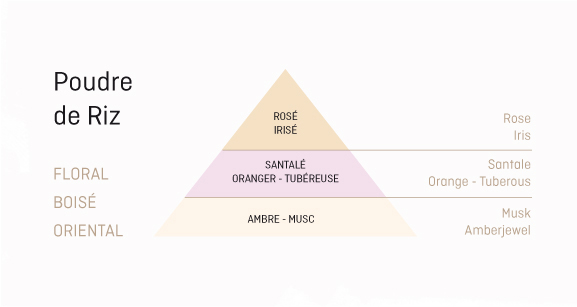 Poudre
de Riz
FLORAL
BOISÉ
ORIENTAL
ROSÉ
IRISÉ
SANTALÉ
ORANGER - TUBÉREUSE
AMBRE - MUSC
Rose
Iris
Santale
Orange - Tuberous
Musk
Amberjewel